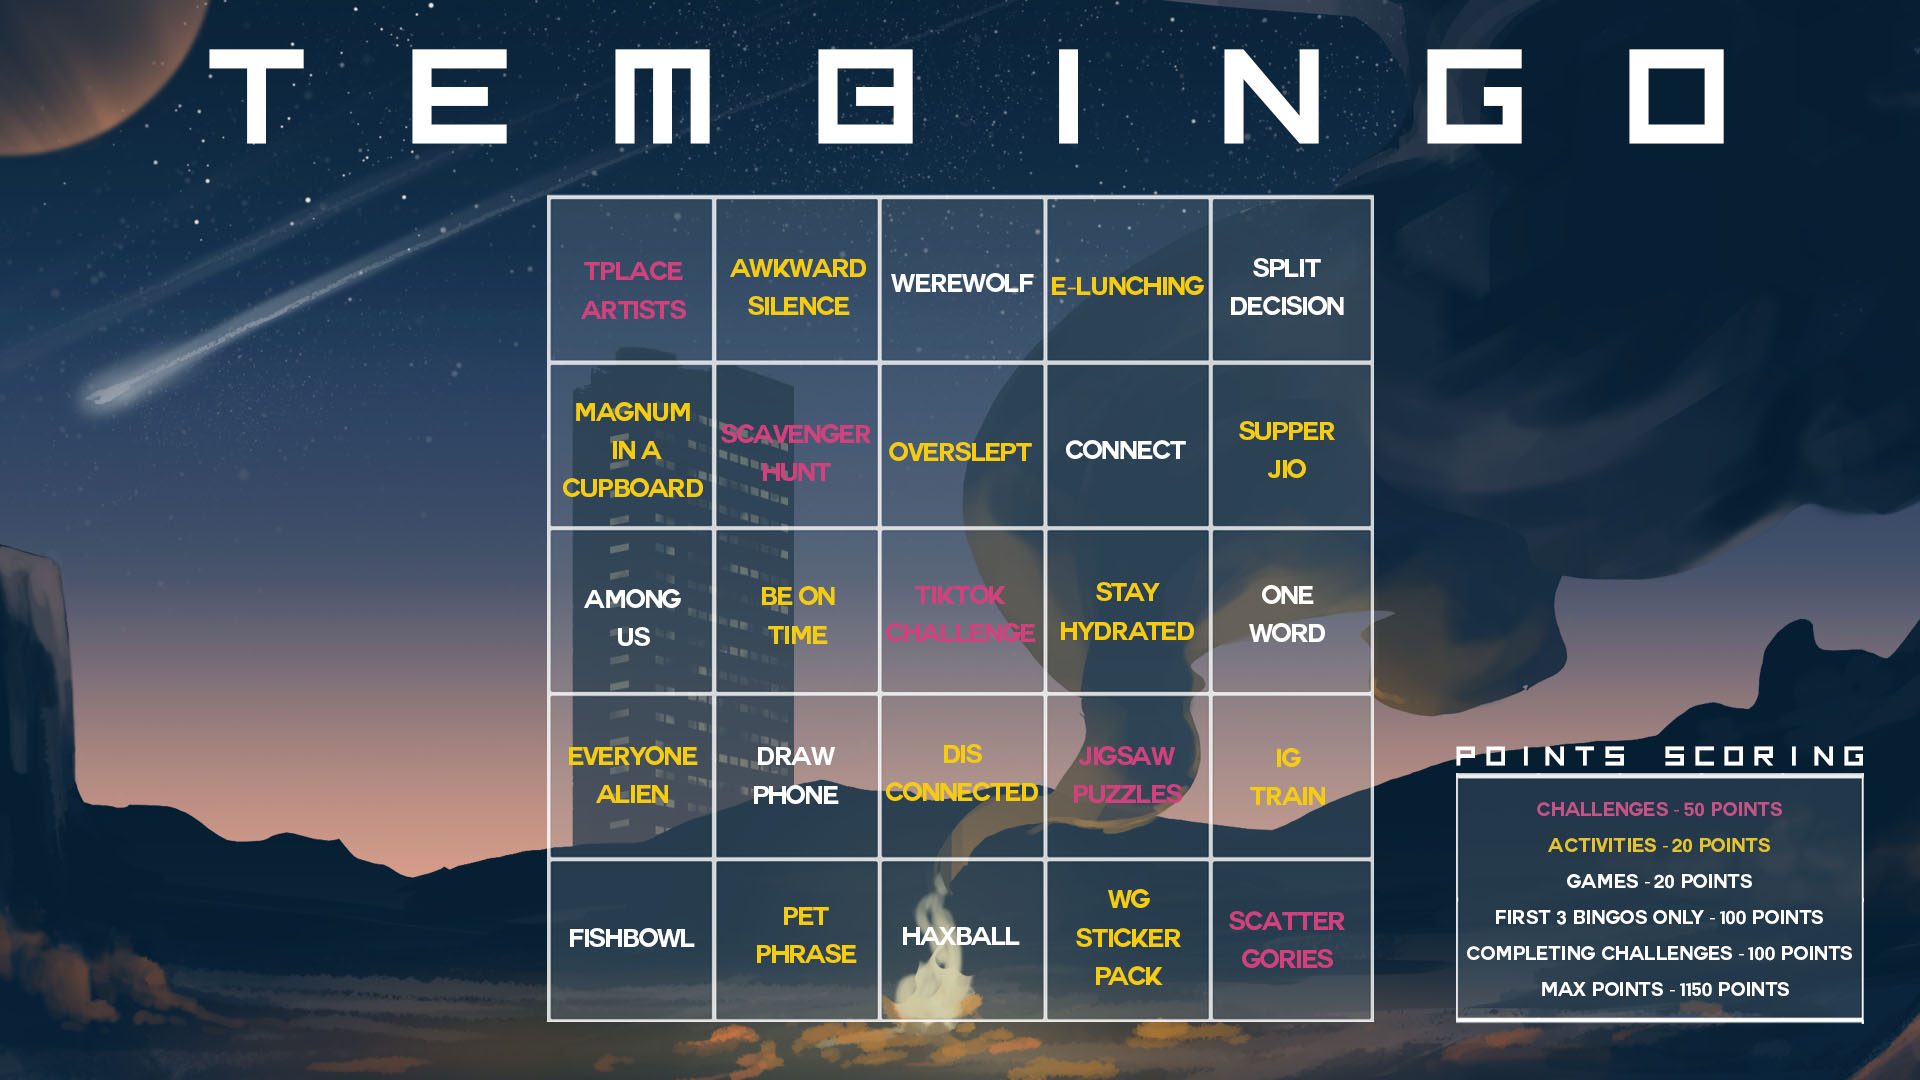 TEMBINGO
TPLACE
ARTISTS
AWKWARD
SILENCE
WEREWOLF
E-LUNCHING
SPLIT
DECISION
MAGNUM
IN A
CUPBOARD
SCAVENGER
HUNT
OVERSLEPT
CONNECT
SUPPER
JIO
AMONG
US
BE ON
TIME
TIKTOK
CHALLENGE
STAY
HYDRATED
ONE
WORD
EVERYONE
ALIEN
DRAW
PHONE
DIS
CONNECTED
JIGSAW
PUZZLES
IG
TRAIN
FISHBOWL
PET
PHRASE
HAXBALL
WG
STICKER
PACK
SCATTER
GORIES
POINTS SCORING
CHALLENGES - 50 POINTS
ACTIVITIES - 20 POINTS
GAMES - 20 POINTS
FIRST 3 BINGOS ONLY - 100 POINTS
COMPLETING CHALLENGES - 100 POINTS
MAX POINTS - 1150 POINTS